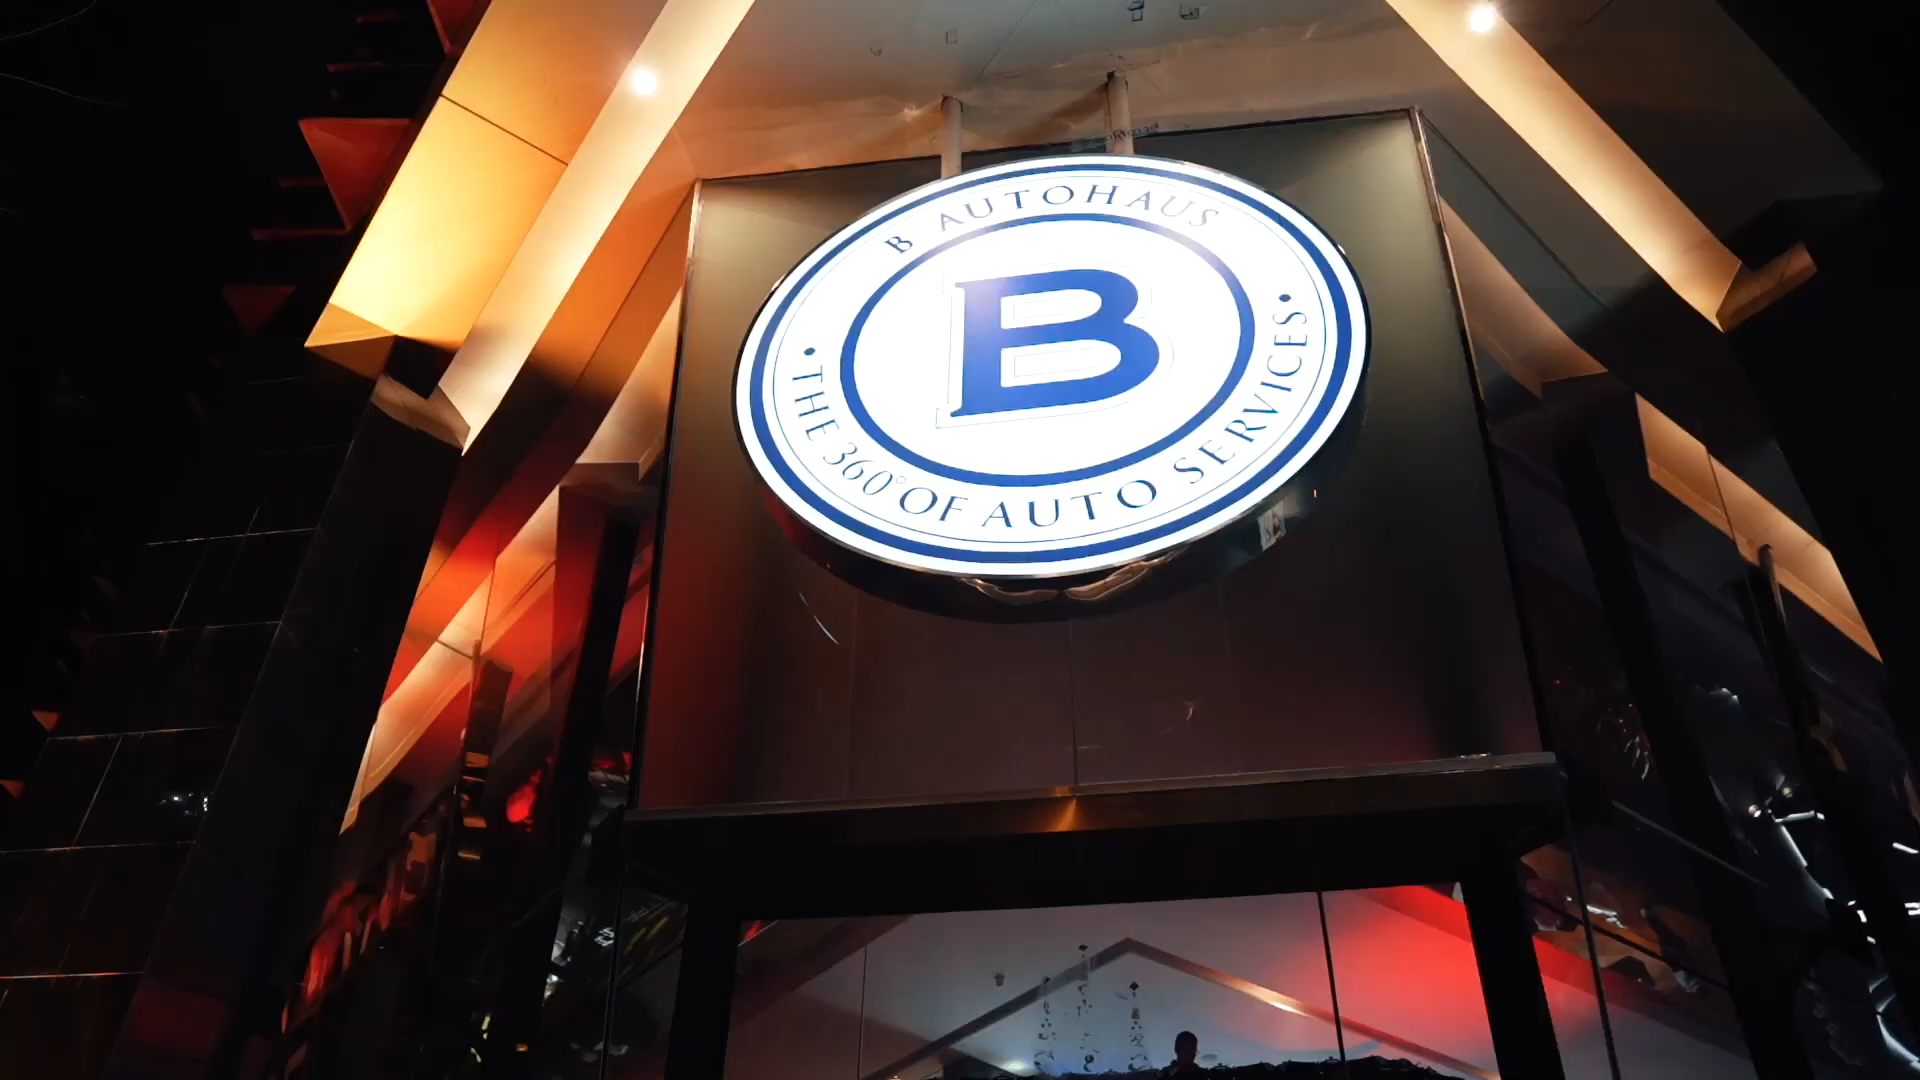 B AUTOHAUS
B
• THE 360° OF AUTO SERVICES •